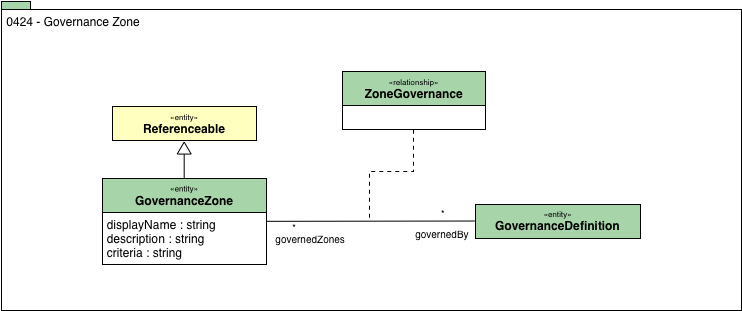 0424 - Governance Zone
«relationship»
ZoneGovernance
«entity»
Referenceable
«entity»
GovernanceZone
displayName : string
description : string
criteria : string
*
governedZones
*
governedBy
«entity»
GovernanceDefinition